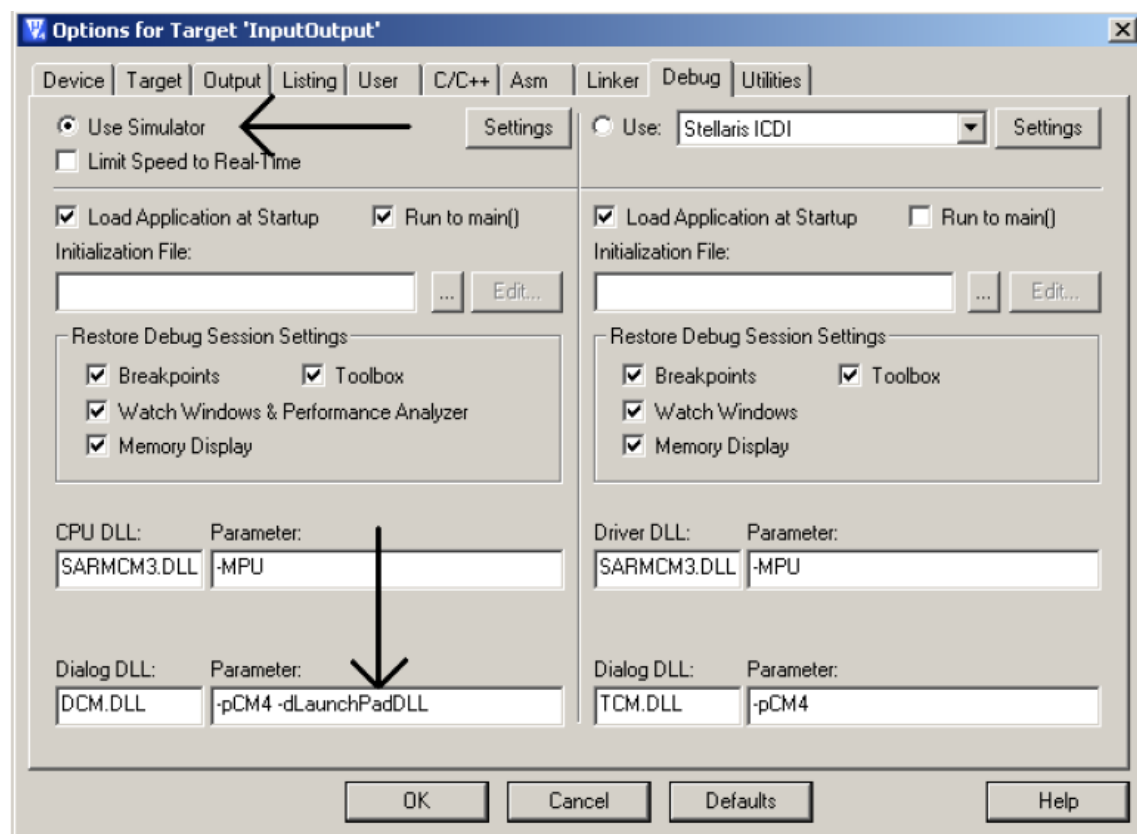 Options for Target 'InputOutput'
Device Target Output Listing User C/C++ Asm Linker Debug Utilities
Use Simulator Settings Use: Stellaris ICDI Settings
Limit Speed to Real-Time
Load Application at Startup Run to main() Load Application at Startup Run to main()
Initialization File: Initialization File:
... Edit... ... Edit...
Restore Debug Session Settings Restore Debug Session Settings
Breakpoints Toolbox Breakpoints Toolbox
Watch Windows & Performance Analyzer Watch Windows
Memory Display Memory Display
CPU DLL: Parameter: Driver DLL: Parameter:
SARMCM3.DLL -MPU SARMCM3.DLL -MPU
Dialog DLL: Parameter: Dialog DLL: Parameter:
DCM.DLL -pCM4 -dLaunchPadDLL TCM.DLL -pCM4
OK Cancel Defaults Help